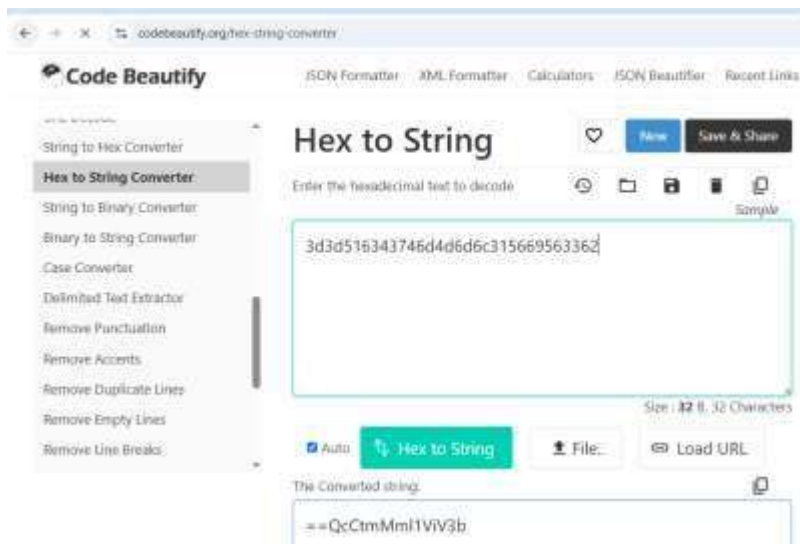 codebeautify.org/hex-string-converter
Code Beautify
JSON Formatter XML Formatter Calculators JSON Beautifier Recent Links
String to Hex Converter
Hex to String Converter
String to Binary Converter
Binary to String Converter
Case Converter
Delimited Text Extractor
Remove Punctuation
Remove Accents
Remove Duplicate Lines
Remove Empty Lines
Remove Line Breaks
Hex to String
New
Save & Share
Enter the hexadecimal text to decode
Sample
3d3d516343746d4d6d6c315669563362
Size : 32 B, 32 Characters
Auto
Hex to String
File..
Load URL
The Converted string:
==QcCtmMml1ViV3b